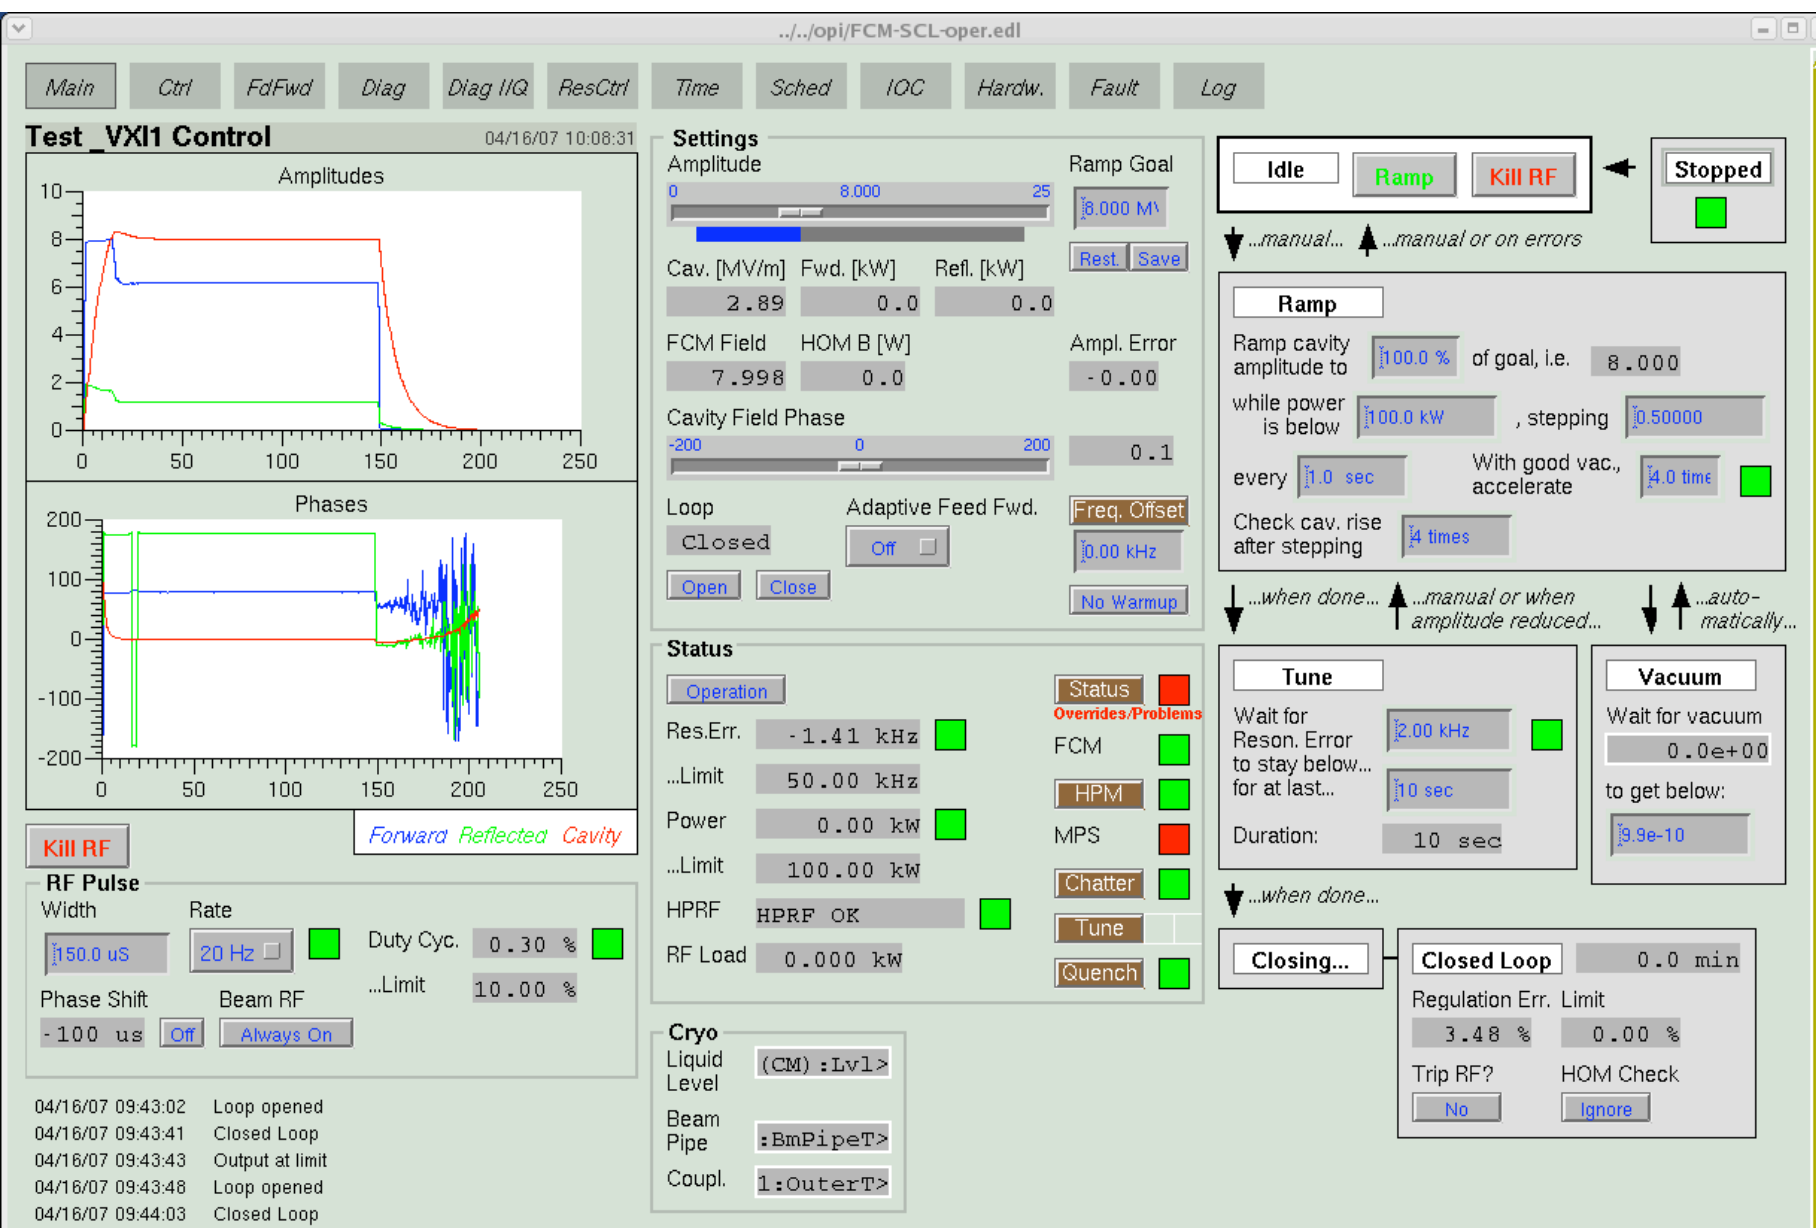 ../../opi/FCM-SCL-oper.edl
Main Ctrl FdFwd Diag Diag I/Q ResCtrl Time Sched IOC Hardw. Fault Log
Test _VXI1 Control 04/16/07 10:08:31
Amplitudes
10
8
6
4
2
0
0 50 100 150 200 250
Phases
200
100
0
-100
-200
0 50 100 150 200 250
Forward Reflected Cavity
Kill RF
RF Pulse
Width Rate
150.0 uS 20 Hz Duty Cyc. 0.30 %
...Limit 10.00 %
Phase Shift Beam RF
-100 us Off Always On
04/16/07 09:43:02 Loop opened
04/16/07 09:43:41 Closed Loop
04/16/07 09:43:43 Output at limit
04/16/07 09:43:48 Loop opened
04/16/07 09:44:03 Closed Loop
Settings
Amplitude Ramp Goal
0 8.000 25
8.000 M
Rest. Save
Cav. [MV/m] Fwd. [kW] Refl. [kW]
2.89 0.0 0.0
FCM Field HOM B [W] Ampl. Error
7.998 0.0 -0.00
Cavity Field Phase
-200 0 200
0.1
Loop Adaptive Feed Fwd. Freq. Offset
Closed Off 0.00 kHz
Open Close No Warmup
Status
Operation Status
Overrides/Problems
Res.Err. -1.41 kHz FCM
...Limit 50.00 kHz HPM
Power 0.00 kW MPS
...Limit 100.00 kW Chatter
HPRF HPRF OK Tune
RF Load 0.000 kW Quench
Cryo
Liquid
Level (CM):Lvl>
Beam
Pipe :BmPipeT>
Coupl. 1:OuterT>
Idle Ramp Kill RF Stopped
...manual... ...manual or on errors
Ramp
Ramp cavity
amplitude to 100.0 % of goal, i.e. 8.000
while power
is below 100.0 kW , stepping 0.50000
every 1.0 sec With good vac.,
accelerate 4.0 time
Check cav. rise
after stepping 4 times
...when done... ...manual or when
amplitude reduced...
...auto-
matically...
Tune
Wait for
Reson. Error
to stay below... 2.00 kHz
for at last... 10 sec
Duration: 10 sec
Vacuum
Wait for vacuum
0.0e+00
to get below:
9.9e-10
...when done...
Closing... Closed Loop 0.0 min
Regulation Err. Limit
3.48 % 0.00 %
Trip RF? HOM Check
No Ignore